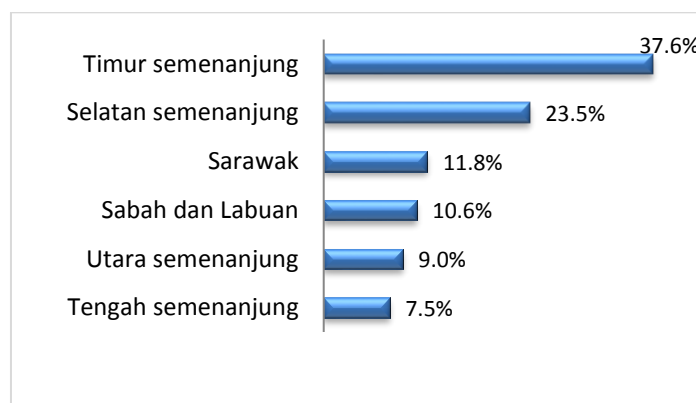 37.6%
Timur semenanjung
Selatan semenanjung 23.5%
Sarawak 11.8%
Sabah dan Labuan 10.6%
Utara semenanjung 9.0%
Tengah semenanjung 7.5%